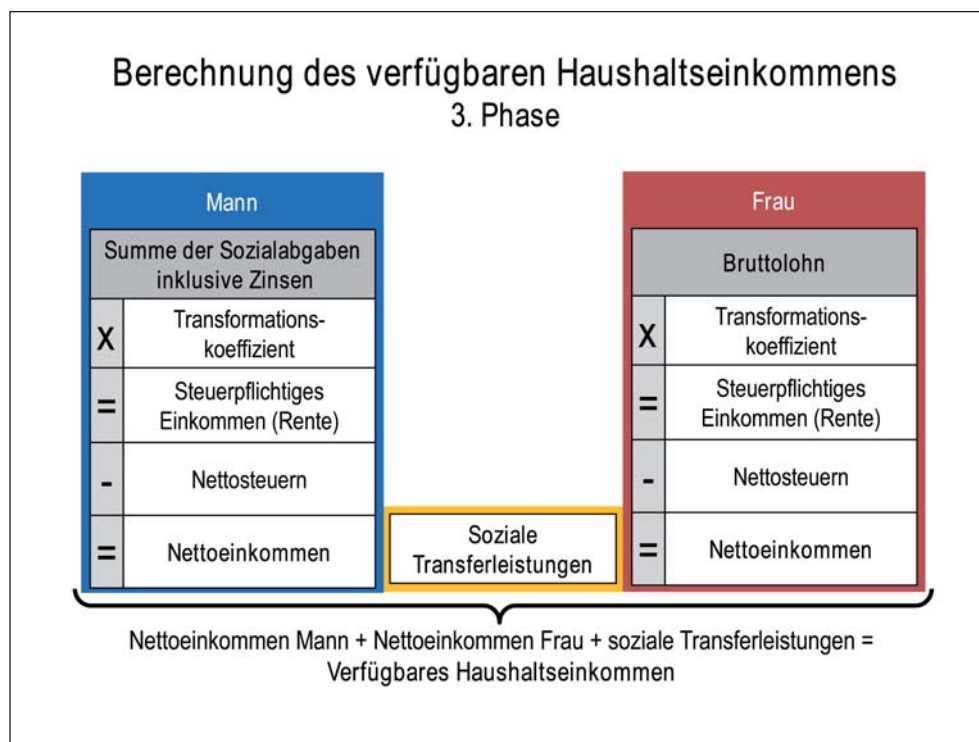 Berechnung des verfügbaren Haushaltseinkommens
3. Phase
Mann
Summe der Sozialabgaben
inklusive Zinsen
X
Transformations-
koeffizient
=
Steuerpflichtiges
Einkommen (Rente)
-
Nettosteuern
=
Nettoeinkommen
Soziale
Transferleistungen
Frau
Bruttolohn
X
Transformations-
koeffizient
=
Steuerpflichtiges
Einkommen (Rente)
-
Nettosteuern
=
Nettoeinkommen
Nettoeinkommen Mann + Nettoeinkommen Frau + soziale Transferleistungen =
Verfügbares Haushaltseinkommen